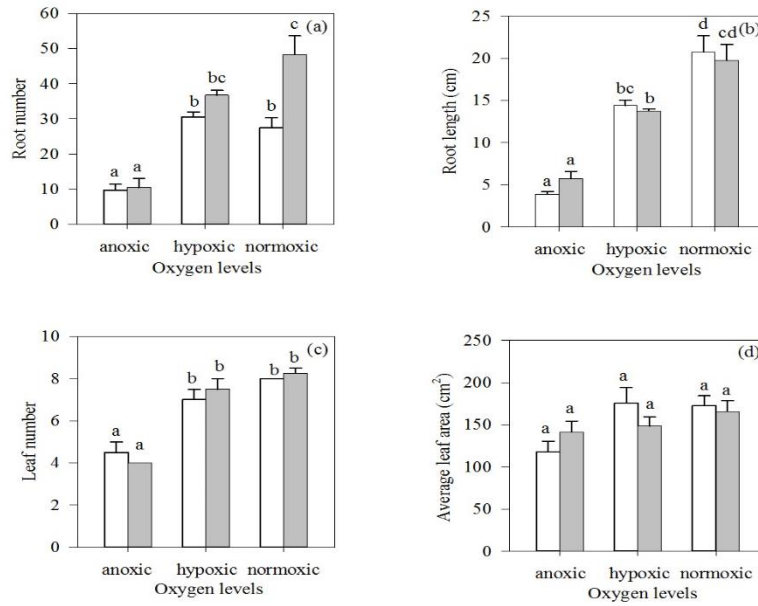 (a)
Root number
60
50
40
30
20
10
0
a a b bc b c
anoxic hypoxic normoxic
Oxygen levels
(b)
Root length (cm)
25
20
15
10
5
0
a a bc b d cd
anoxic hypoxic normoxic
Oxygen levels
(c)
Leaf number
10
8
6
4
2
0
a a b b b b
anoxic hypoxic normoxic
Oxygen levels
(d)
Average leaf area (cm²)
250
200
150
100
50
0
a a a a a a
anoxic hypoxic normoxic
Oxygen levels